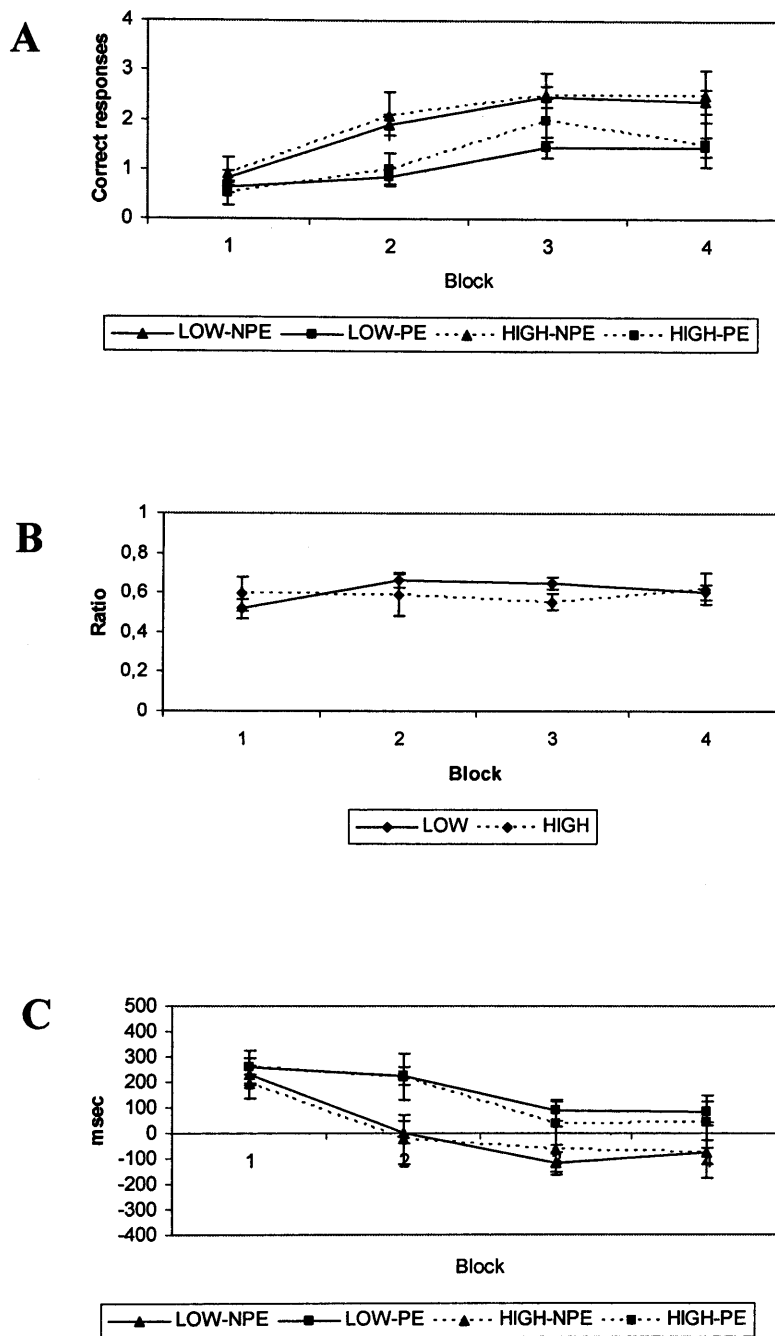 A
Correct responses
4
3
2
1
0
1 2 3 4
Block
LOW-NPE LOW-PE HIGH-NPE HIGH-PE
B
Ratio
1
0,8
0,6
0,4
0,2
0
1 2 3 4
Block
LOW HIGH
C
msec
500
400
300
200
100
0
-100
-200
-300
-400
1 2
Block
LOW-NPE LOW-PE HIGH-NPE HIGH-PE